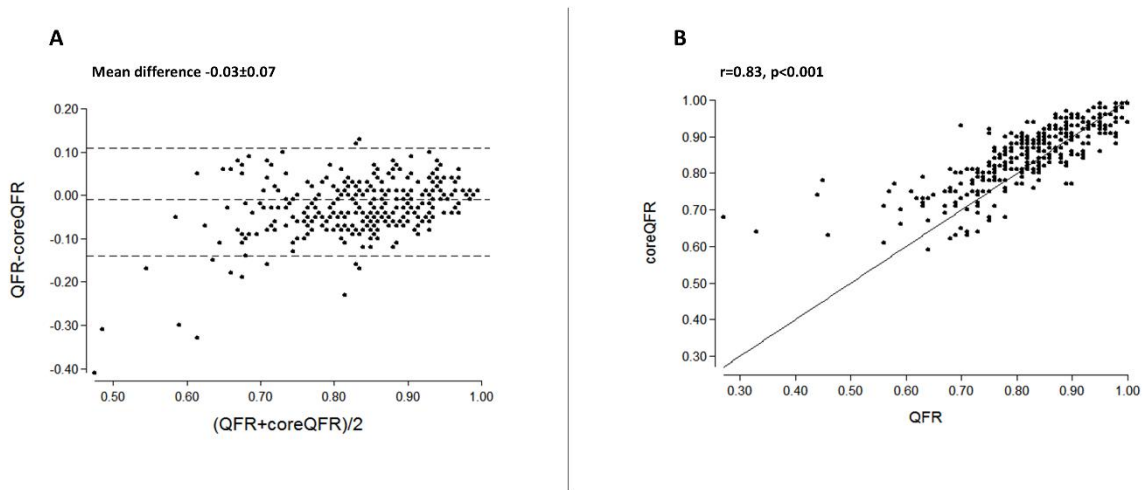 A
Mean difference -0.03±0.07
0.20
0.10
0.00
-0.10
-0.20
-0.30
-0.40
QFR-coreQFR
0.50 0.60 0.70 0.80 0.90 1.00
(QFR+coreQFR)/2
B
r=0.83, p<0.001
1.00
0.90
0.80
0.70
0.60
0.50
0.40
0.30
coreQFR
0.30 0.40 0.50 0.60 0.70 0.80 0.90 1.00
QFR